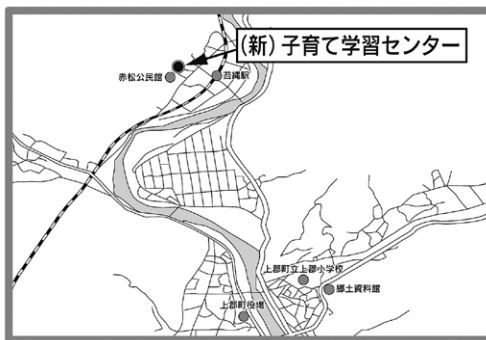 (新)子育て学習センター
赤松公民館
苔縄駅
上郡町立上郡小学校
郷土資料館
上郡町役場